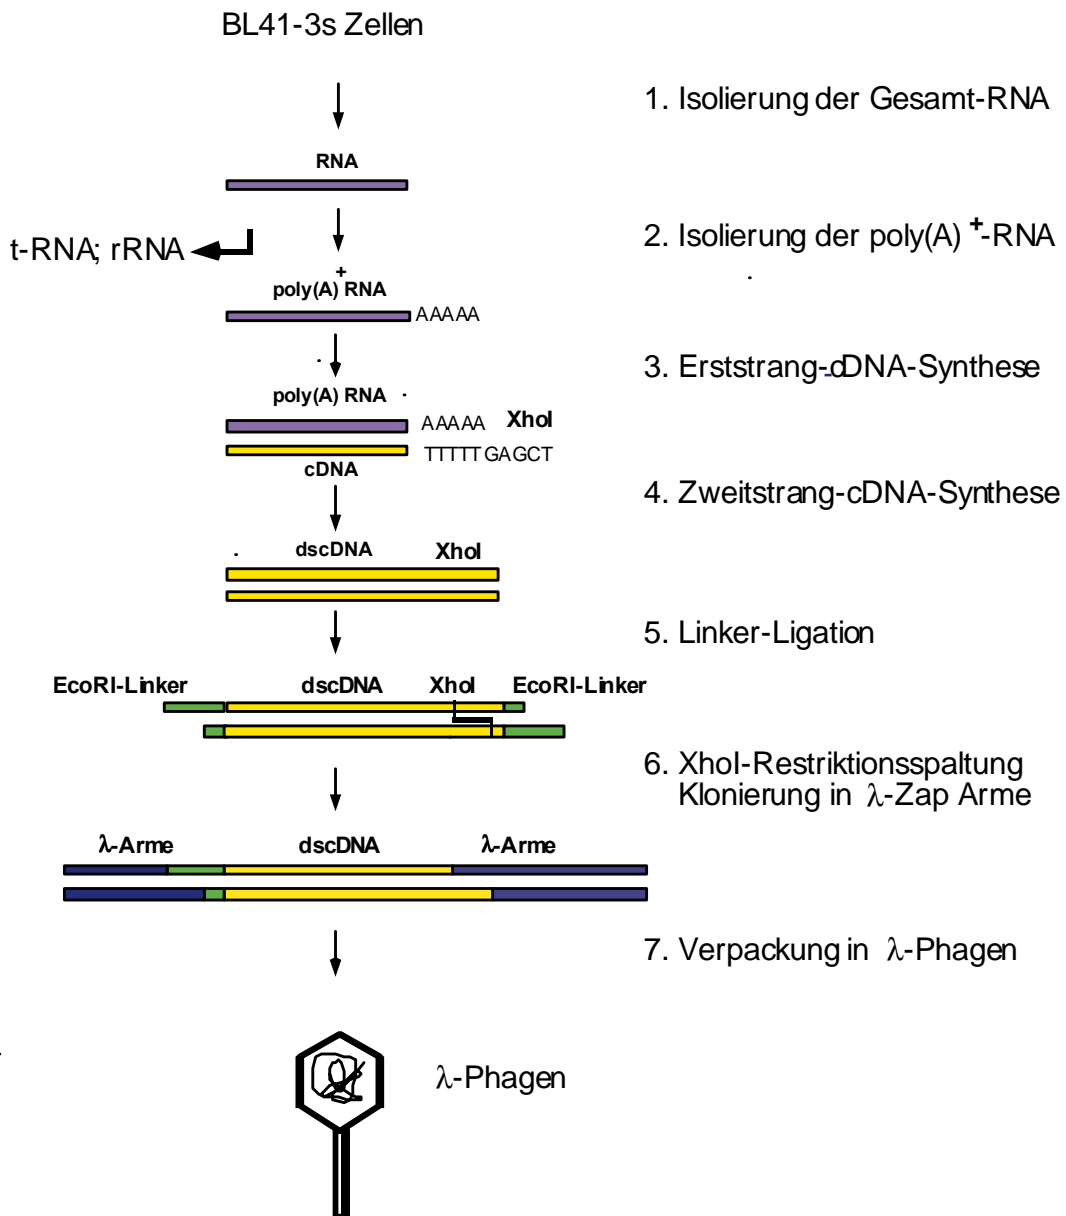 BL41-3s Zellen
1. Isolierung der Gesamt-RNA
RNA
t-RNA; rRNA
2. Isolierung der poly(A) +-RNA
poly(A)+ RNA
AAAAA
3. Erststrang-cDNA-Synthese
poly(A) RNA
AAAAA XhoI
TTTTT GAGCT
cDNA
4. Zweitstrang-cDNA-Synthese
dscDNA XhoI
5. Linker-Ligation
EcoRI-Linker dscDNA XhoI EcoRI-Linker
6. XhoI-Restriktionsspaltung
Klonierung in λ-Zap Arme
λ-Arme dscDNA λ-Arme
7. Verpackung in λ-Phagen
λ-Phagen